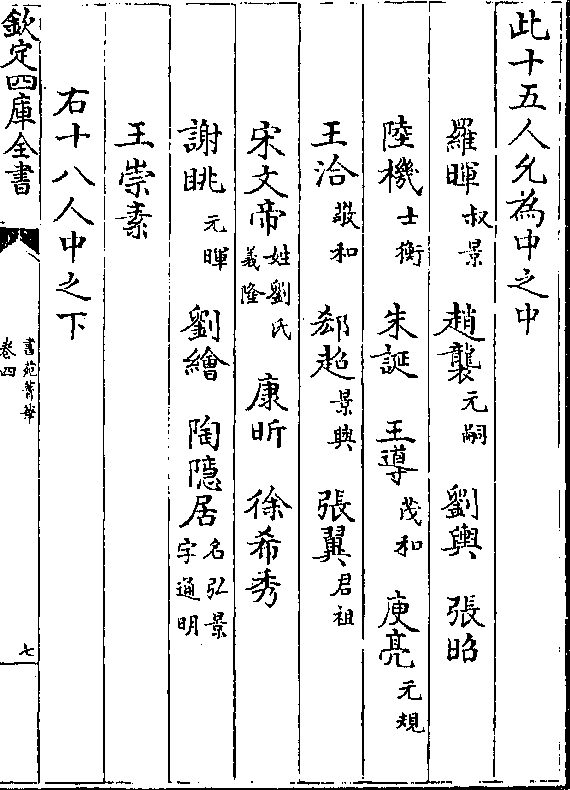 此十五人允為中之中
羅暉叔景 趙襲元嗣 劉輿 張昭
陸機士衡 朱誕 王導茂和 庾亮元規
王洽敬和 郄超景興 張翼君祖
宋文帝姓劉氏義隆 康昕 徐希秀
謝眺元暉 劉繪 陶隱居名弘景字通明
王崇素
右十八人中之下
欽定四庫全書
書苑菁華
卷四
七